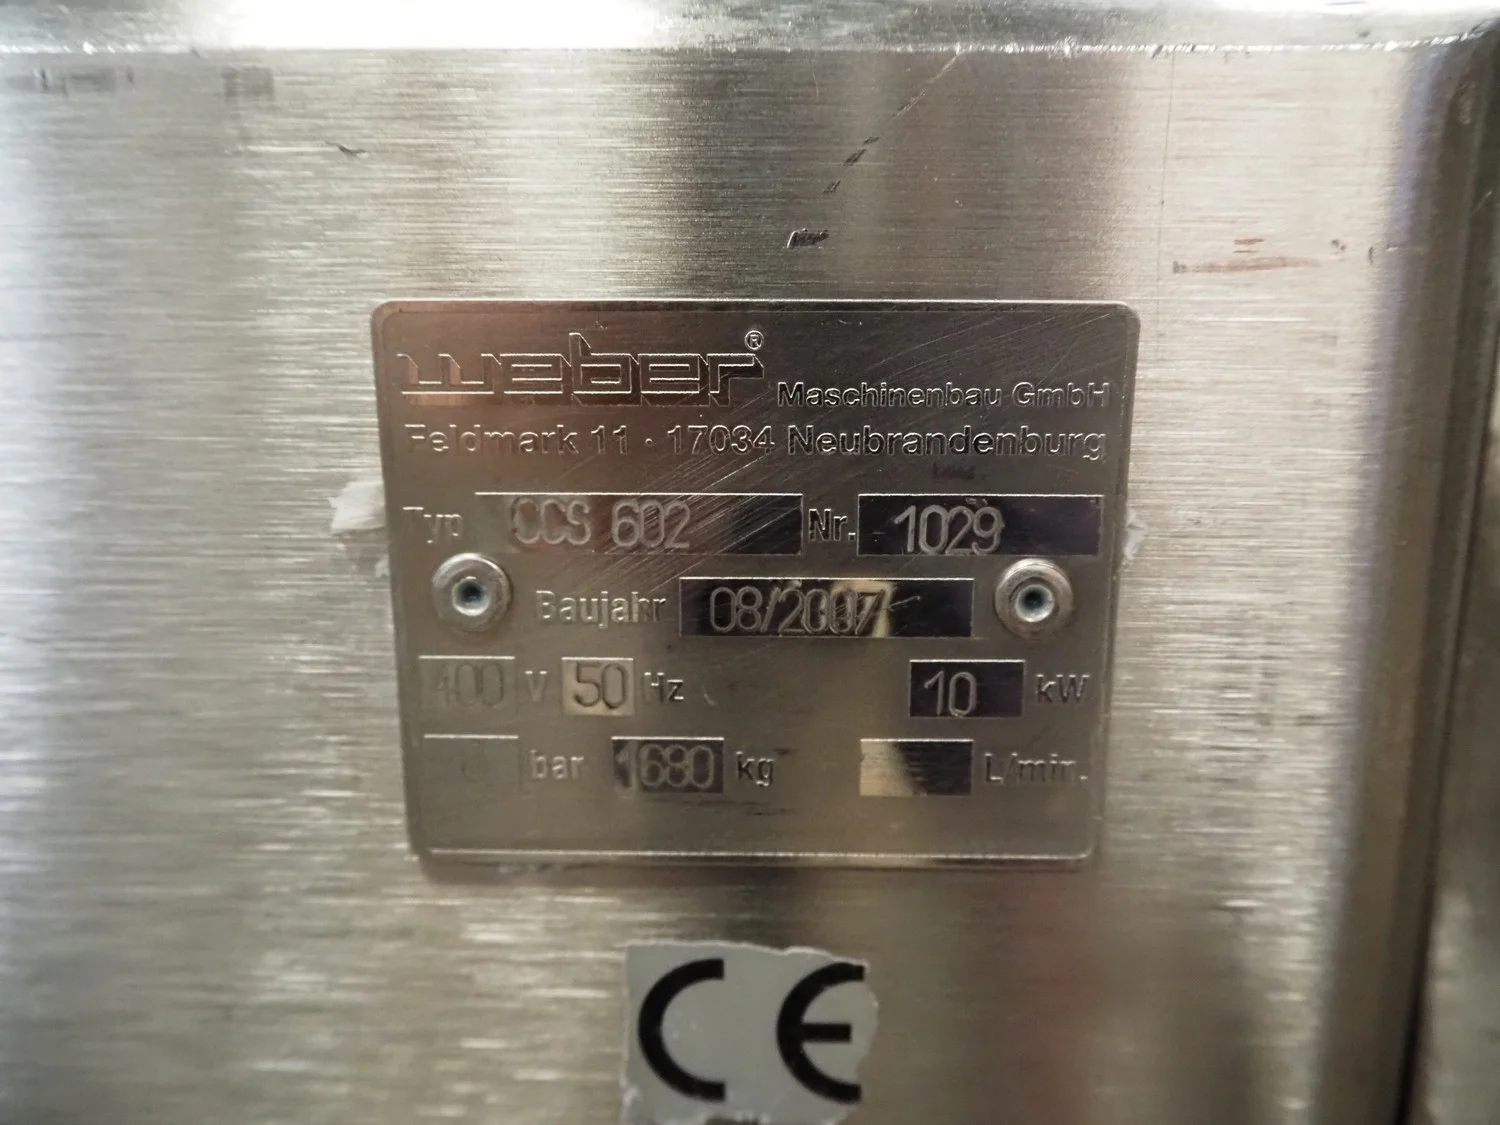 weber® Maschinenbau GmbH
Feldmark 11 · 17034 Neubrandenburg
Typ CCS 602 Nr. 1029
Baujahr 08/2007
400 V 50 Hz 10 kW
bar 1680 kg L/min.
CE